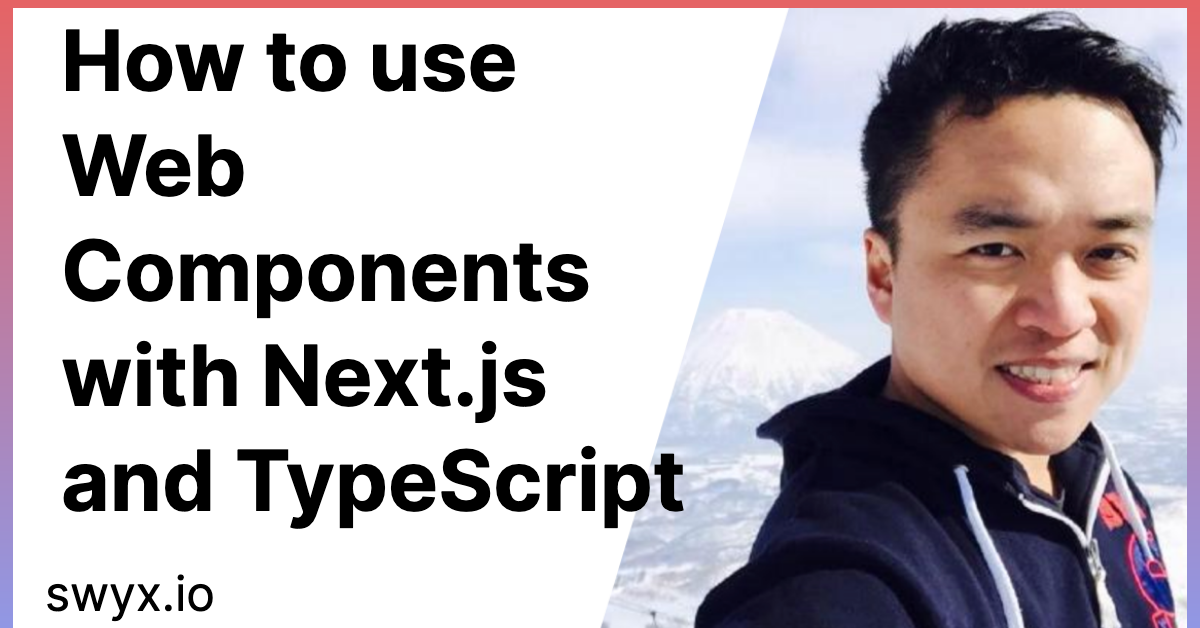 How to use
Web
Components
with Next.js
and TypeScript
swyx.io